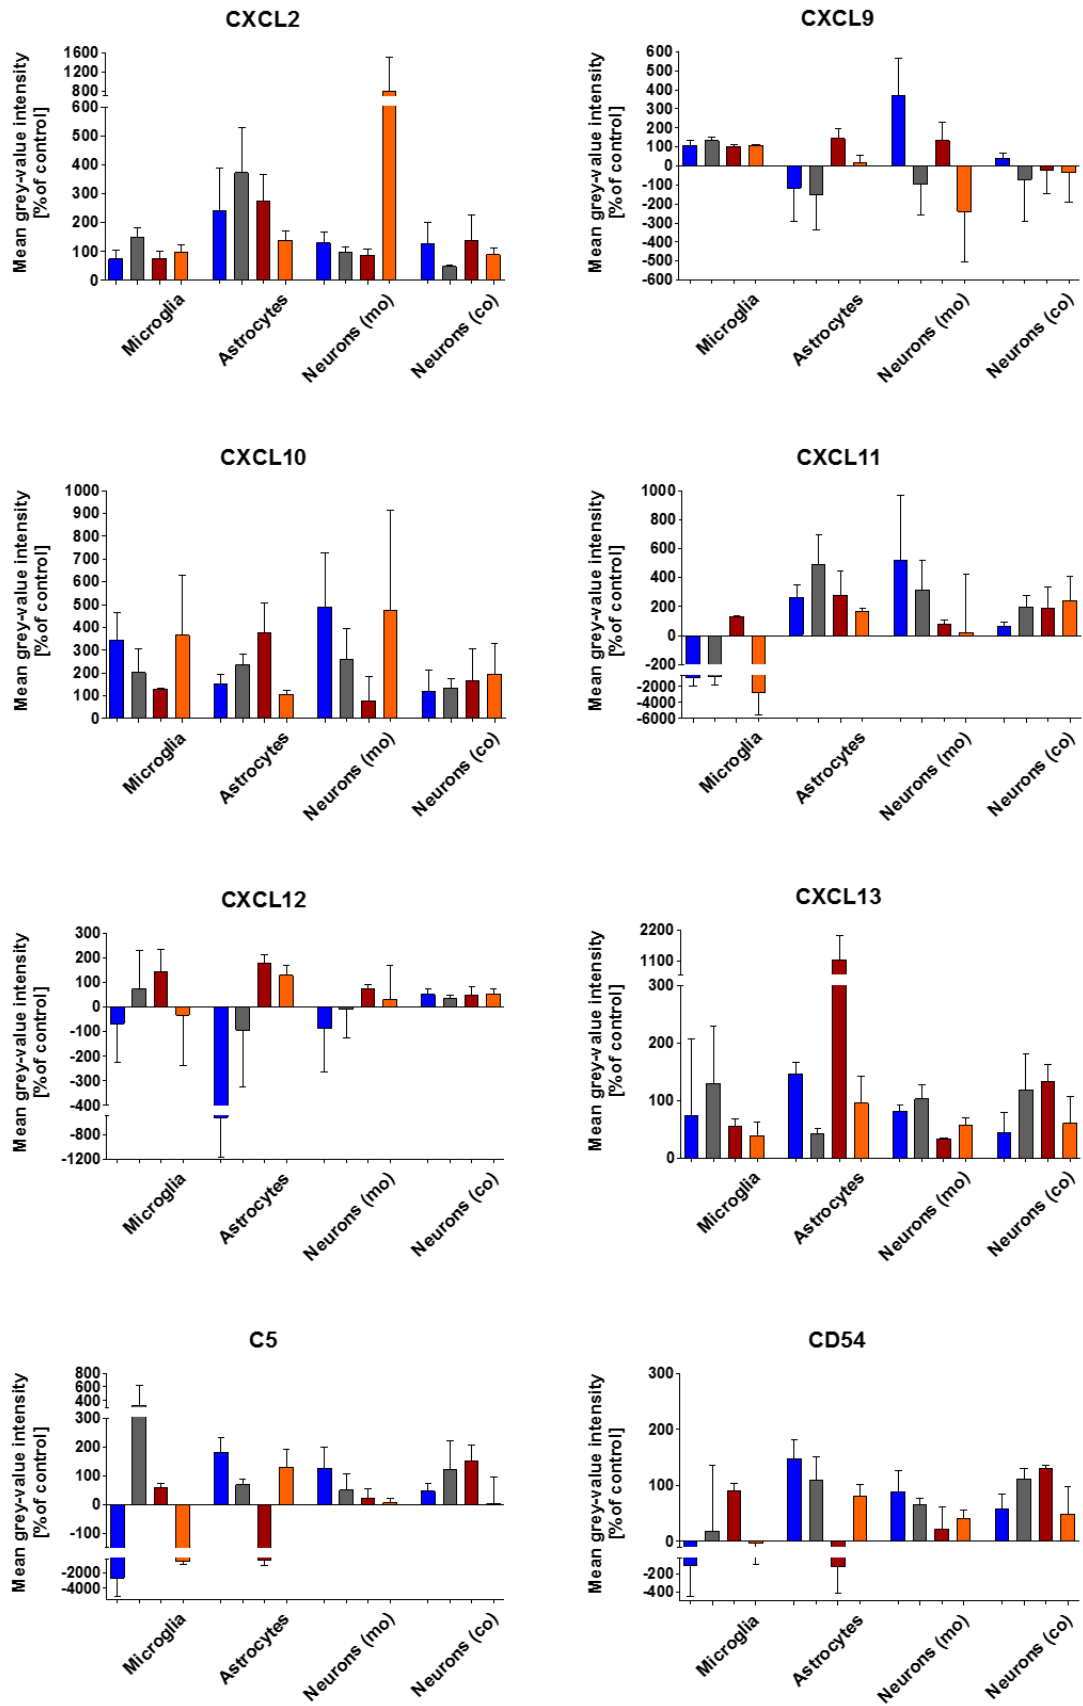 CXCL2
Mean grey-value intensity
[% of control]
1600
1400
1200
1000
800
600
500
400
300
200
100
0
Microglia
Astrocytes
Neurons (mo)
Neurons (co)
CXCL9
Mean grey-value intensity
[% of control]
600
500
400
300
200
100
0
-100
-200
-300
-400
-500
-600
Microglia
Astrocytes
Neurons (mo)
Neurons (co)
CXCL10
Mean grey-value intensity
[% of control]
1000
900
800
700
600
500
400
300
200
100
0
Microglia
Astrocytes
Neurons (mo)
Neurons (co)
CXCL11
Mean grey-value intensity
[% of control]
1000
800
600
400
200
0
-200
-2000
-4000
-6000
Microglia
Astrocytes
Neurons (mo)
Neurons (co)
CXCL12
Mean grey-value intensity
[% of control]
300
200
100
0
-100
-200
-300
-400
-800
-1200
Microglia
Astrocytes
Neurons (mo)
Neurons (co)
CXCL13
Mean grey-value intensity
[% of control]
2200
1100
300
200
100
0
Microglia
Astrocytes
Neurons (mo)
Neurons (co)
C5
Mean grey-value intensity
[% of control]
800
600
400
300
200
100
0
-100
-2000
-4000
Microglia
Astrocytes
Neurons (mo)
Neurons (co)
CD54
Mean grey-value intensity
[% of control]
300
200
100
0
-200
-400
Microglia
Astrocytes
Neurons (mo)
Neurons (co)